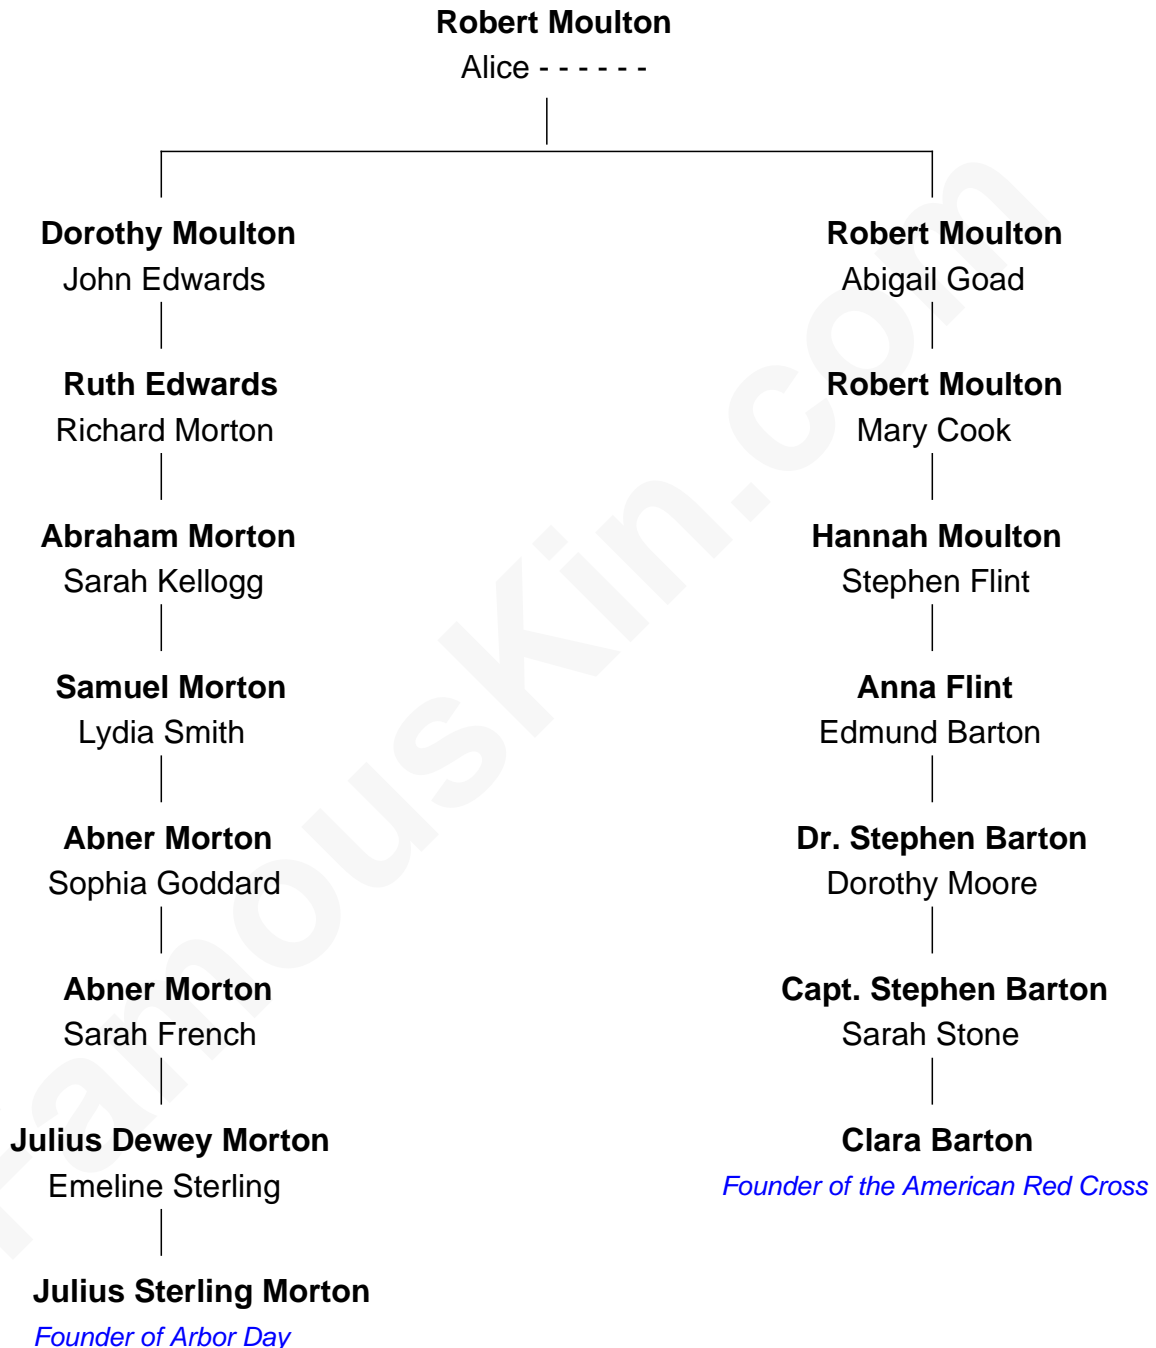 Robert Moulton
Alice - - - - - -
Dorothy Moulton
John Edwards
Robert Moulton
Abigail Goad
Ruth Edwards
Richard Morton
Robert Moulton
Mary Cook
Abraham Morton
Sarah Kellogg
Hannah Moulton
Stephen Flint
Samuel Morton
Lydia Smith
Anna Flint
Edmund Barton
Abner Morton
Sophia Goddard
Dr. Stephen Barton
Dorothy Moore
Abner Morton
Sarah French
Capt. Stephen Barton
Sarah Stone
Julius Dewey Morton
Emeline Sterling
Clara Barton
Founder of the American Red Cross
Julius Sterling Morton
Founder of Arbor Day
FamousKin.com